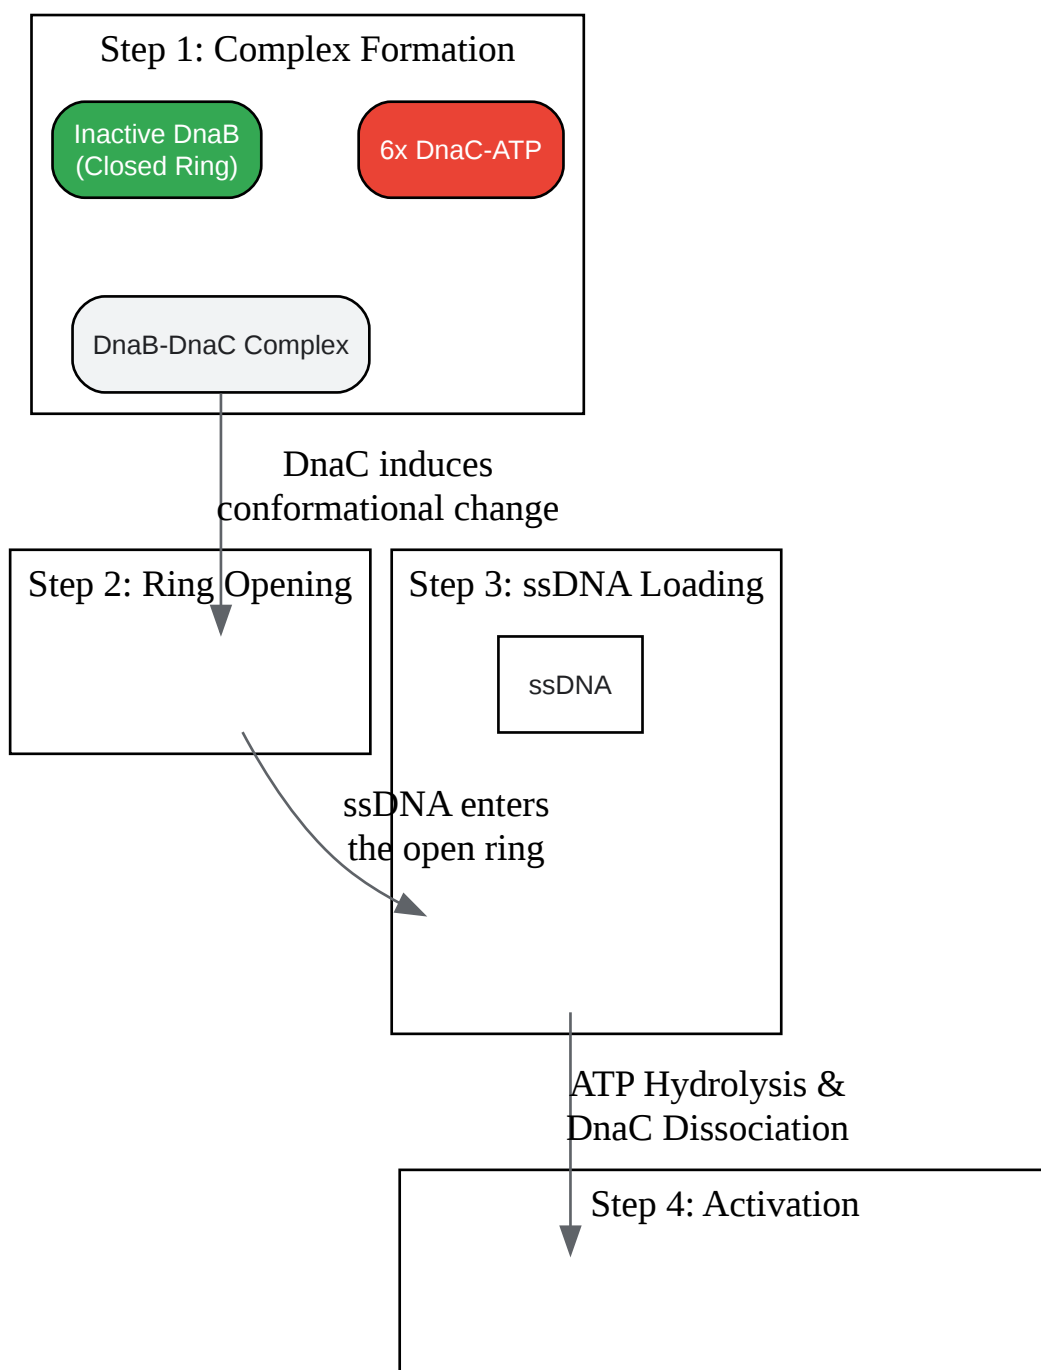 Step 1: Complex Formation
Inactive DnaB
(Closed Ring)
6x DnaC-ATP
DnaB-DnaC Complex
DnaC induces
conformational change
Step 2: Ring Opening
Step 3: ssDNA Loading
ssDNA
ssDNA enters
the open ring
ATP Hydrolysis &
DnaC Dissociation
Step 4: Activation